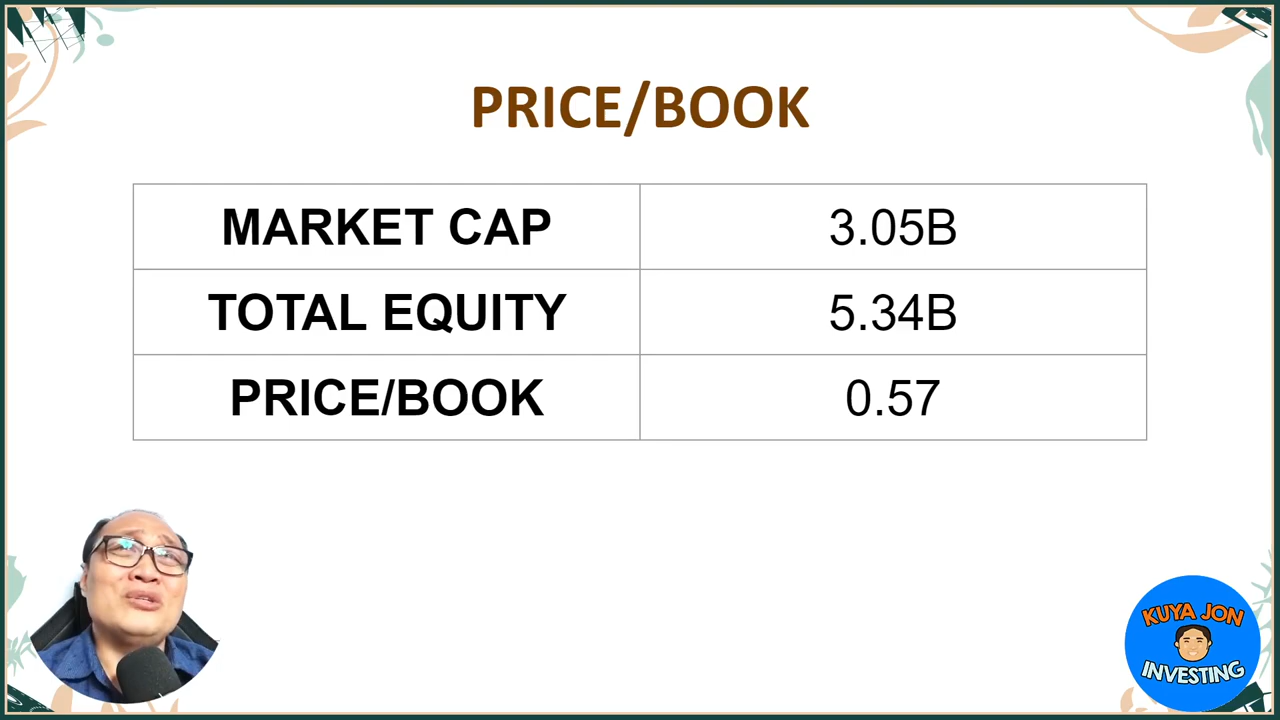 PRICE/BOOK
MARKET CAP 3.05B
TOTAL EQUITY 5.34B
PRICE/BOOK 0.57
KUYA JON
INVESTING